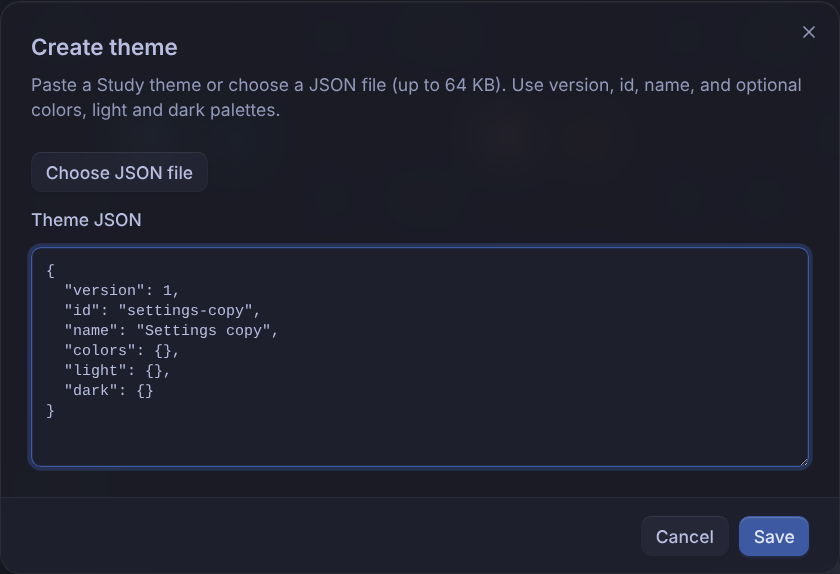 Create theme
Paste a Study theme or choose a JSON file (up to 64 KB). Use version, id, name, and optional
colors, light and dark palettes.
Choose JSON file
Theme JSON
{
  "version": 1,
  "id": "settings-copy",
  "name": "Settings copy",
  "colors": {},
  "light": {},
  "dark": {}
}
Cancel
Save